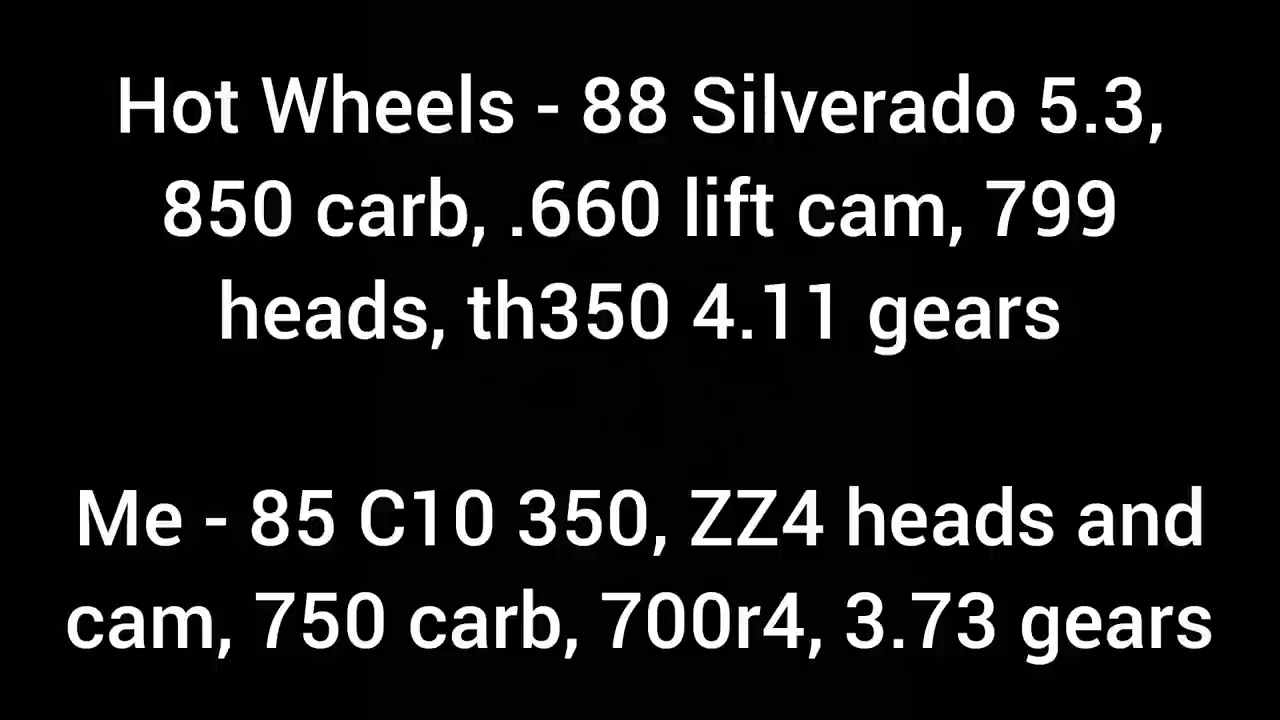 Hot Wheels - 88 Silverado 5.3,
850 carb, .660 lift cam, 799
heads, th350 4.11 gears
Me - 85 C10 350, ZZ4 heads and
cam, 750 carb, 700r4, 3.73 gears